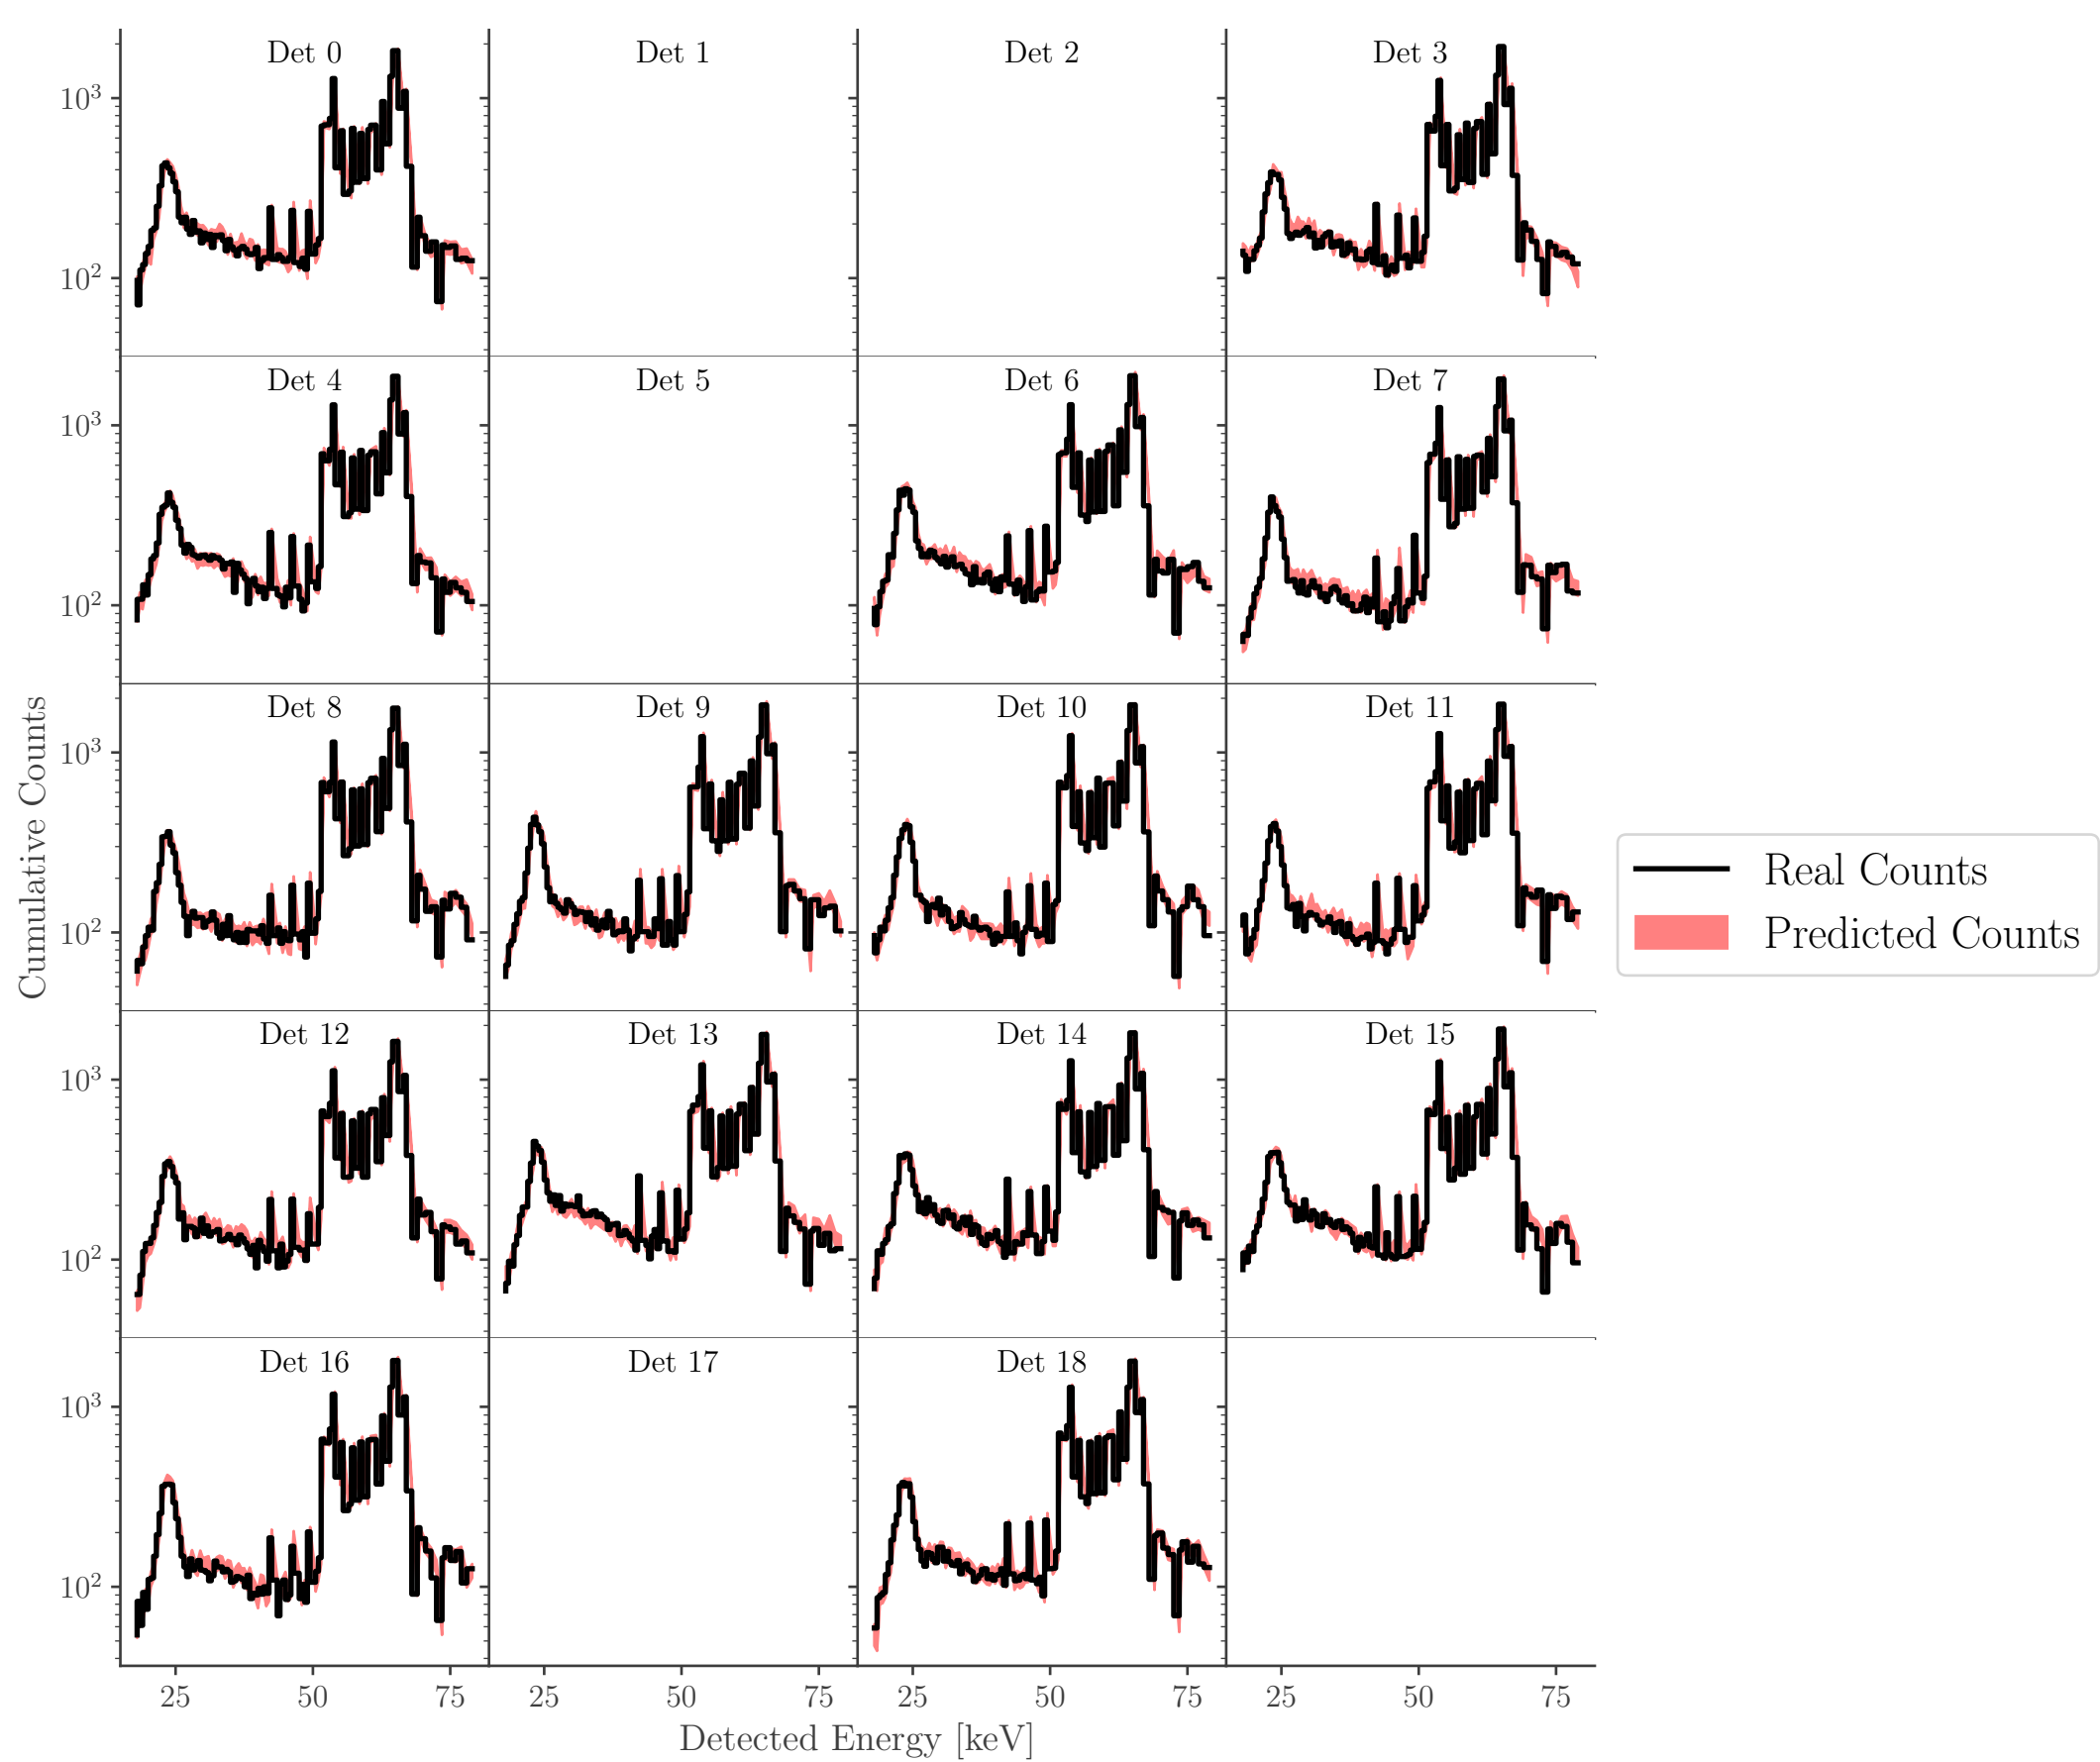 Det 0
Det 1
Det 2
Det 3
10³
10²
Det 4
Det 5
Det 6
Det 7
10³
10²
Det 8
Det 9
Det 10
Det 11
10³
10²
Det 12
Det 13
Det 14
Det 15
10³
10²
Det 16
Det 17
Det 18
10³
10²
25 50 75 25 50 75 25 50 75 25 50 75
Detected Energy [keV]
Cumulative Counts
Real Counts
Predicted Counts